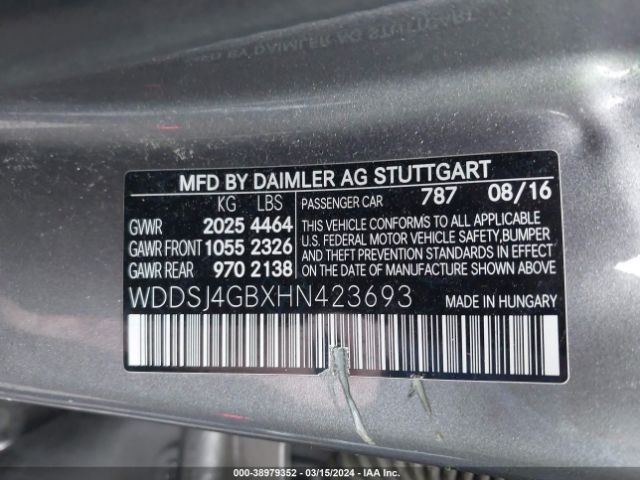 MFD BY DAIMLER AG STUTTGART
KG LBS
GVWR 2025 4464
GAWR FRONT 1055 2326
GAWR REAR 970 2138
PASSENGER CAR 787 08/16
THIS VEHICLE CONFORMS TO ALL APPLICABLE
U.S. FEDERAL MOTOR VEHICLE SAFETY,BUMPER
AND THEFT PREVENTION STANDARDS IN EFFECT
ON THE DATE OF MANUFACTURE SHOWN ABOVE
WDDSJ4GBXHN423693 MADE IN HUNGARY
000-38979352 - 03/15/2024 - IAA Inc.